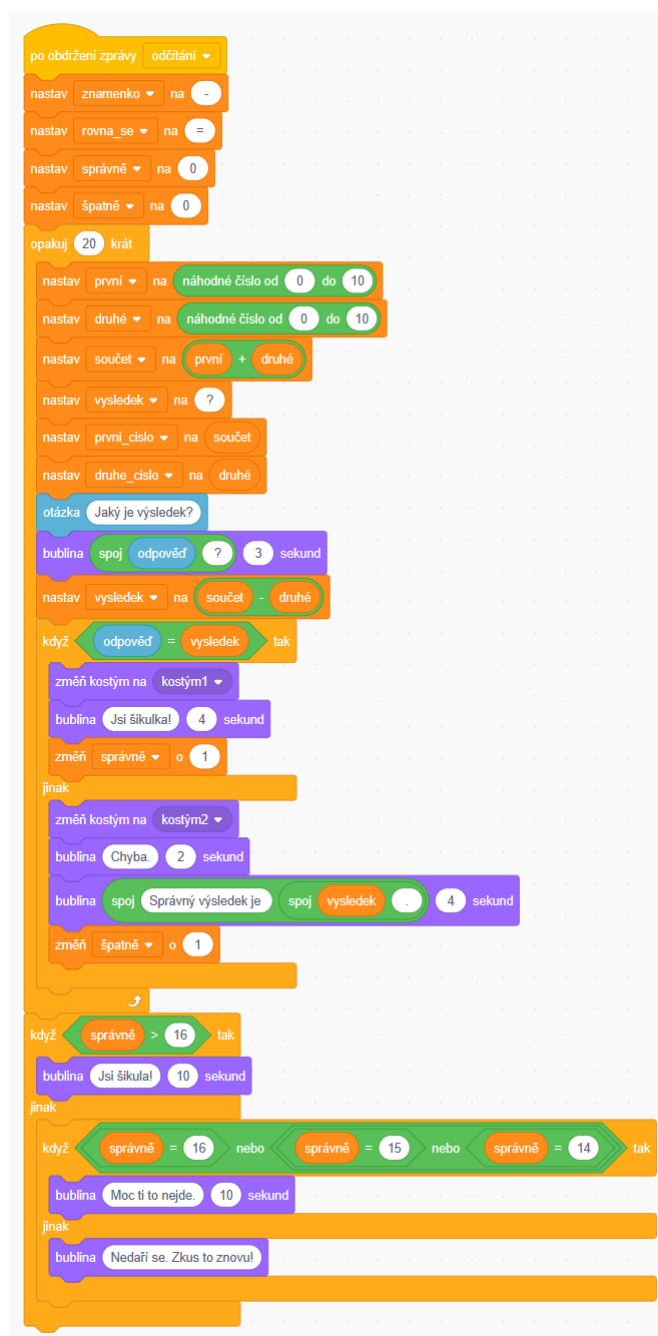 po obdržení zprávy odčítání
nastav znamenko na -
nastav rovna_se na =
nastav správně na 0
nastav špatně na 0
opakuj 20 krát
nastav první na náhodné číslo od 0 do 10
nastav druhé na náhodné číslo od 0 do 10
nastav součet na první + druhé
nastav vysledek na ?
nastav prvni_cislo na součet
nastav druhe_cislo na druhé
otázka Jaký je výsledek?
bublina spoj odpověď ? 3 sekund
nastav vysledek na součet - druhé
když odpověď = vysledek tak
změň kostým na kostým1
bublina Jsi šikulka! 4 sekund
změň správně o 1
jinak
změň kostým na kostým2
bublina Chyba. 2 sekund
bublina spoj Správný výsledek je spoj vysledek . 4 sekund
změň špatně o 1
když správně > 16 tak
bublina Jsi šikula! 10 sekund
jinak
když správně = 16 nebo správně = 15 nebo správně = 14 tak
bublina Moc ti to nejde. 10 sekund
jinak
bublina Nedaří se. Zkus to znovu!